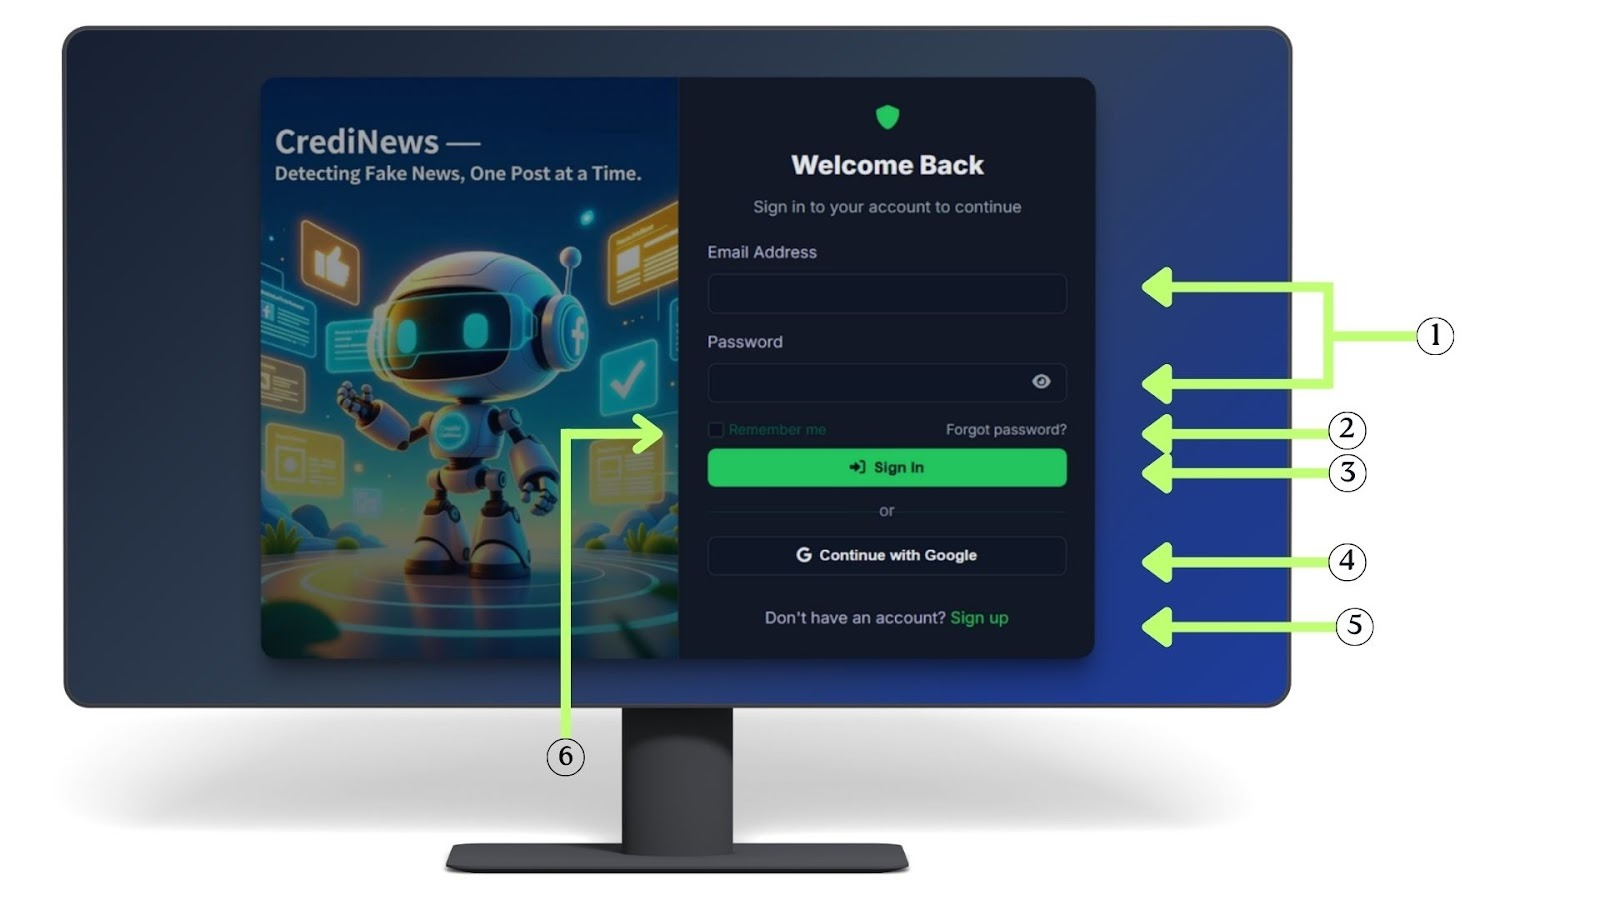 CrediNews —
Detecting Fake News, One Post at a Time.
Welcome Back
Sign in to your account to continue
Email Address
Password
Remember me
Forgot password?
Sign In
or
G Continue with Google
Don't have an account? Sign up
1
2
3
4
5
6